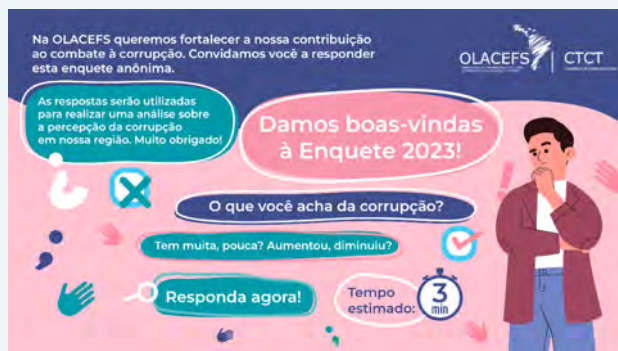 Na OLACEFS queremos fortalecer a nossa contribuição
ao combate à corrupção. Convidamos você a responder
esta enquete anônima.
OLACEFS
CTCT
As respostas serão utilizadas
para realizar uma análise sobre
a percepção da corrupção
em nossa região. Muito obrigado!
Damos boas-vindas
à Enquete 2023!
O que você acha da corrupção?
Tem muita, pouca? Aumentou, diminuiu?
Responda agora!
Tempo
estimado:
3
min